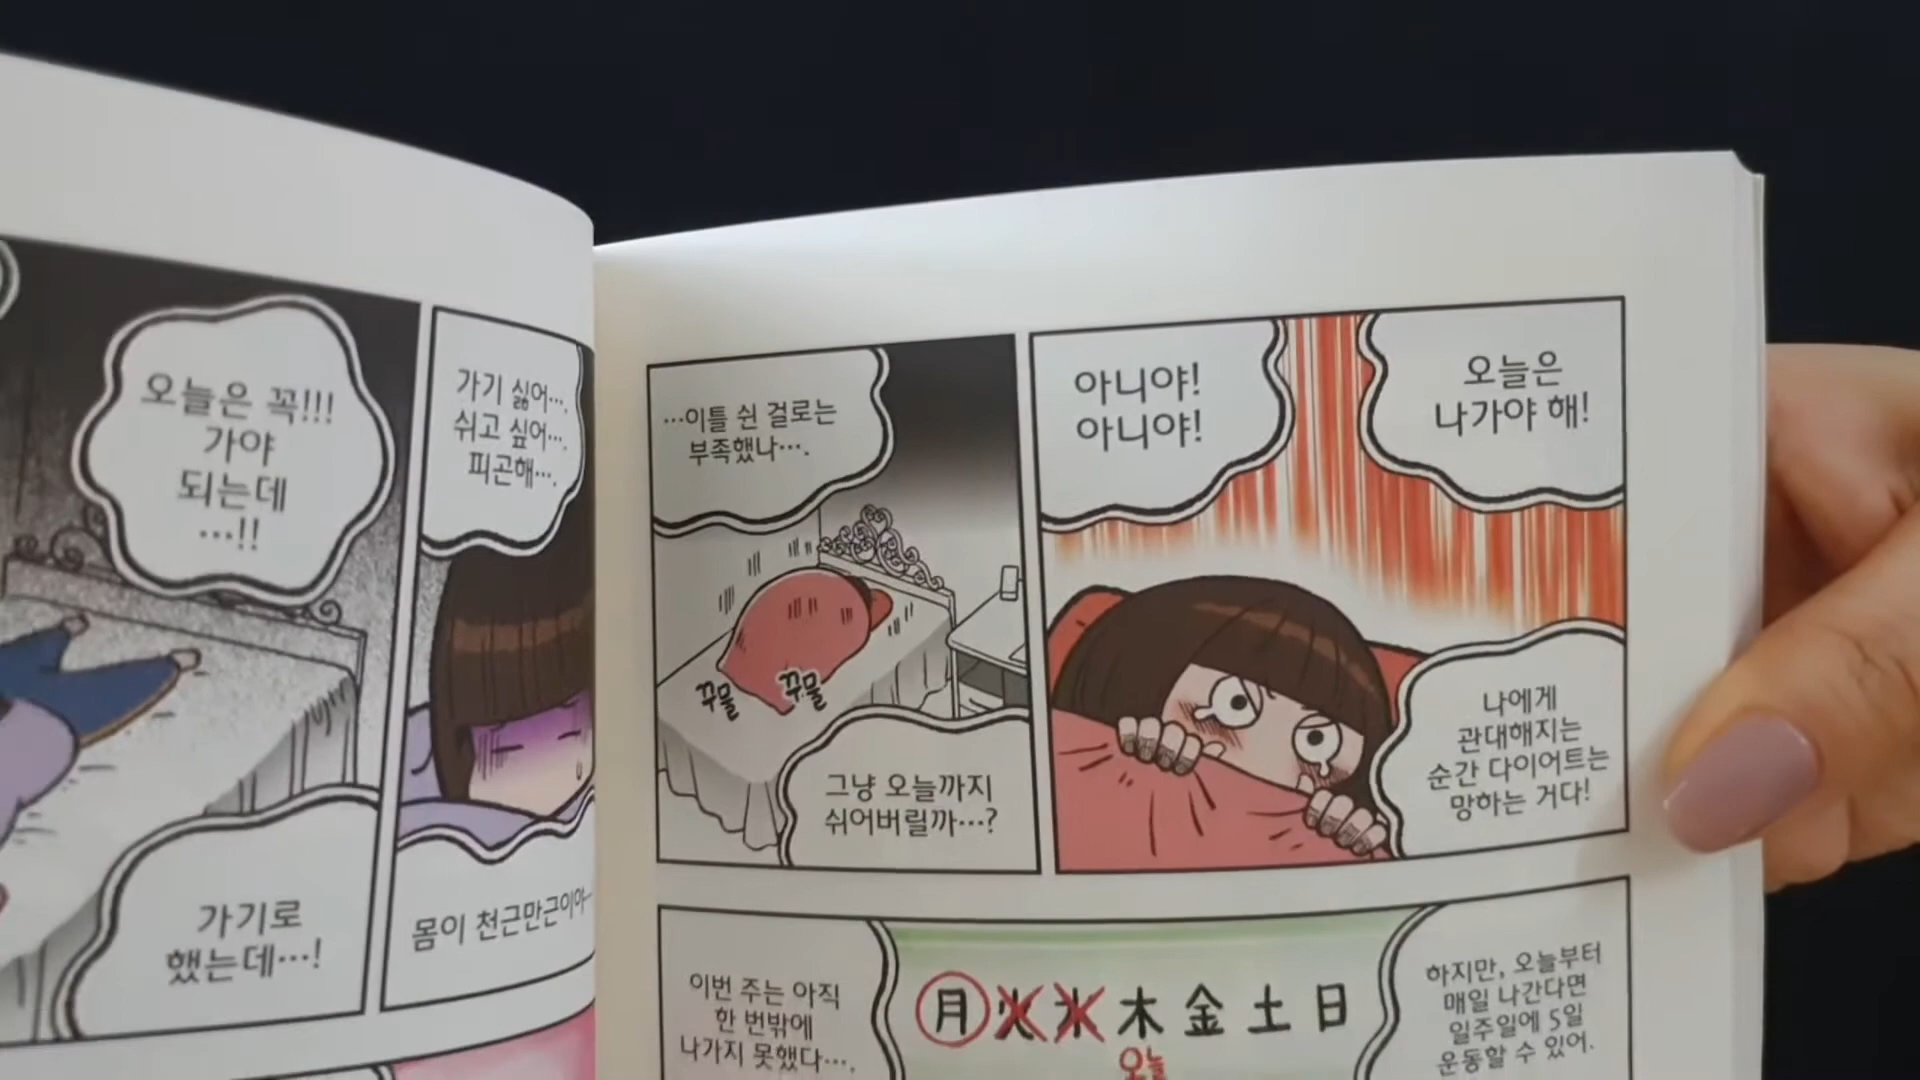 오늘은 꼭!!!
가야
되는데
…!!
가기로
했는데…!
가기 싫어….
쉬고 싶어….
피곤해….
몸이 천근만근이야
…이틀 쉰 걸로는
부족했나….
꾸물
꾸물
그냥 오늘까지
쉬어버릴까…?
아니야!
아니야!
오늘은
나가야 해!
나에게
관대해지는
순간 다이어트는
망하는 거다!
이번 주는 아직
한 번밖에
나가지 못했다….
月 火 水 木 金 土 日
오늘
하지만, 오늘부터
매일 나간다면
일주일에 5일
운동할 수 있어.